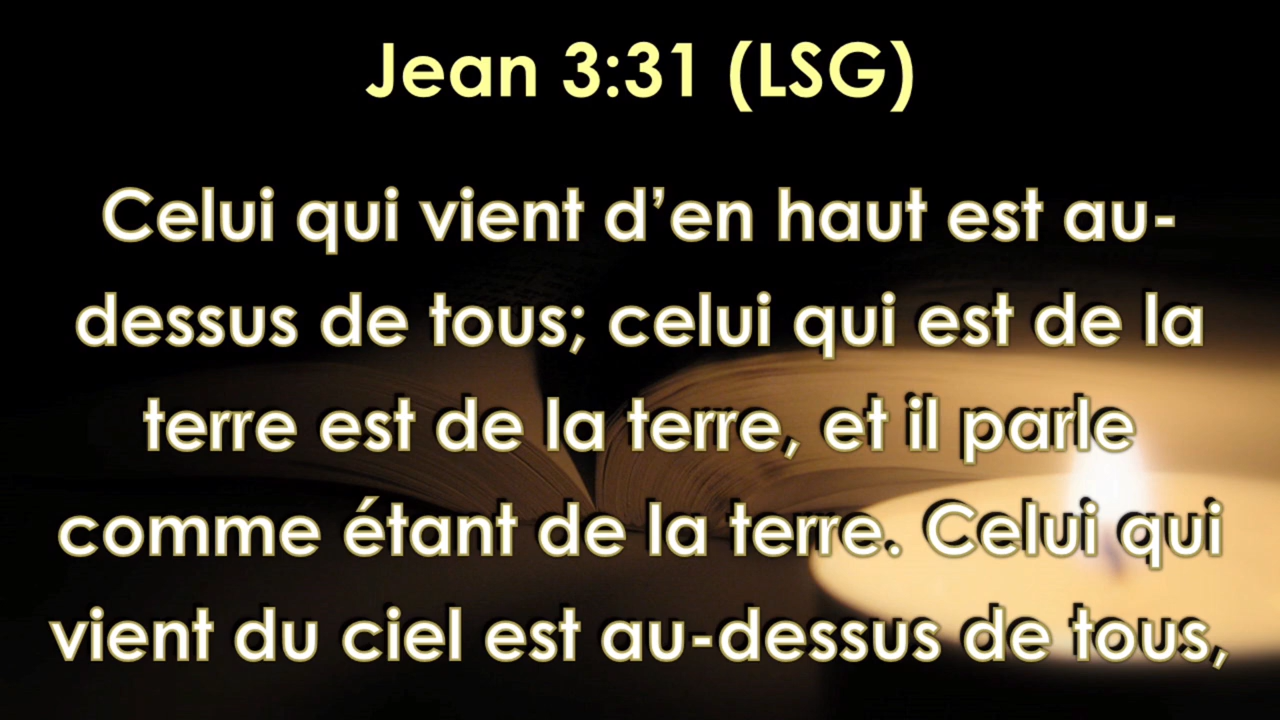 Jean 3:31 (LSG)
Celui qui vient d’en haut est au-
dessus de tous; celui qui est de la
terre est de la terre, et il parle
comme étant de la terre. Celui qui
vient du ciel est au-dessus de tous,